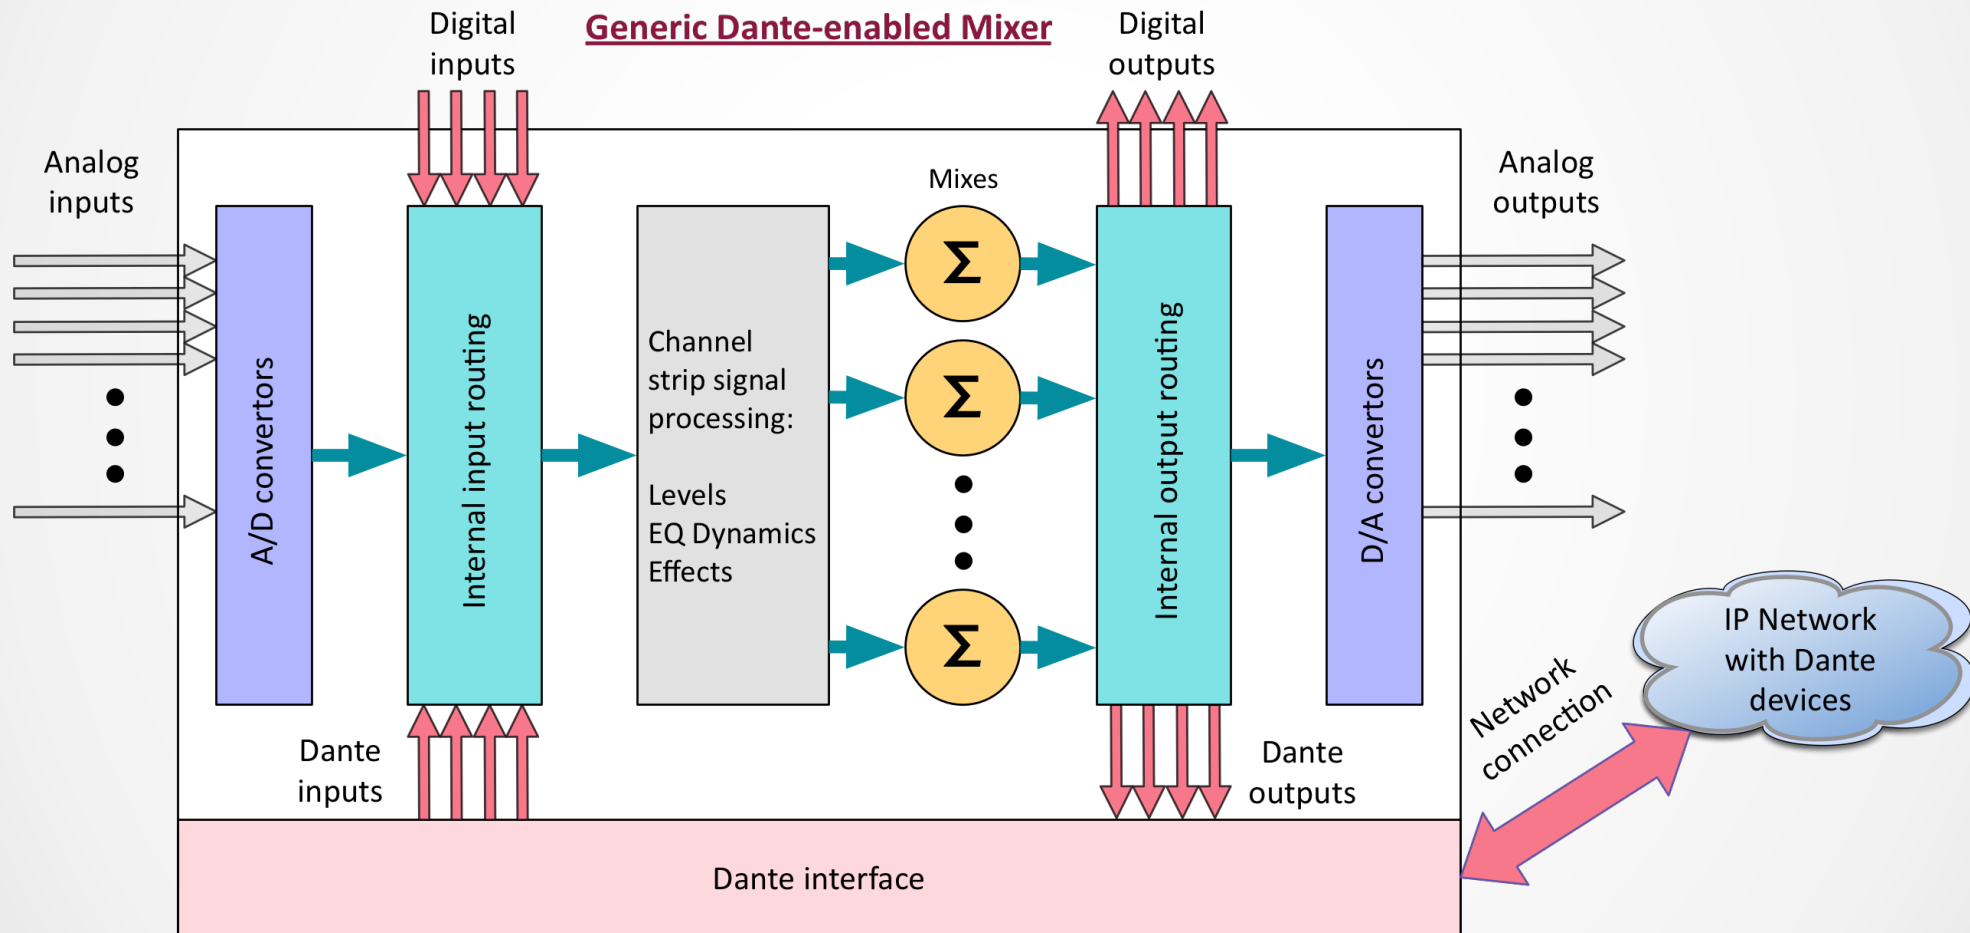 Generic Dante-enabled Mixer
Digital
inputs
Digital
outputs
Analog
inputs
Mixes
Analog
outputs
A/D convertors
Internal input routing
Channel
strip signal
processing:
Levels
EQ Dynamics
Effects
Σ
Σ
Σ
Internal output routing
D/A convertors
IP Network
with Dante
devices
Network
connection
Dante
inputs
Dante
outputs
Dante interface